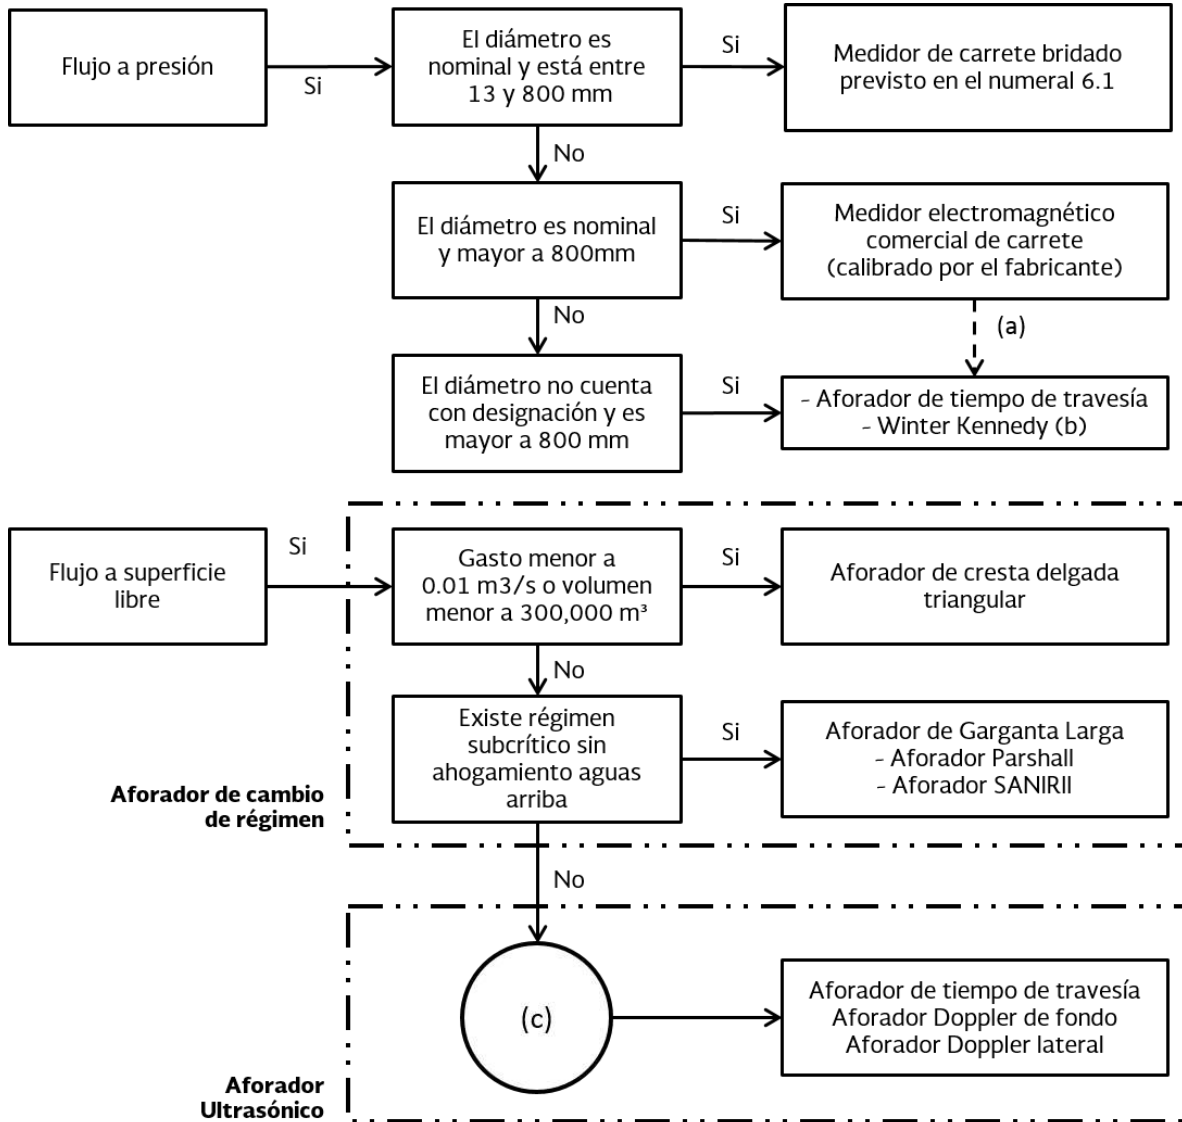 Flujo a presión
Si
El diámetro es
nominal y está entre
13 y 800 mm
Si
Medidor de carrete bridado
previsto en el numeral 6.1
No
El diámetro es nominal
y mayor a 800mm
Si
Medidor electromagnético
comercial de carrete
(calibrado por el fabricante)
No
(a)
El diámetro no cuenta
con designación y es
mayor a 800 mm
Si
- Aforador de tiempo de travesía
- Winter Kennedy (b)
Flujo a superficie
libre
Si
Gasto menor a
0.01 m3/s o volumen
menor a 300,000 m³
Si
Aforador de cresta delgada
triangular
No
Existe régimen
subcrítico sin
ahogamiento aguas
arriba
Si
Aforador de Garganta Larga
- Aforador Parshall
- Aforador SANIRII
Aforador de cambio
de régimen
No
(c)
Aforador de tiempo de travesía
Aforador Doppler de fondo
Aforador Doppler lateral
Aforador
Ultrasónico